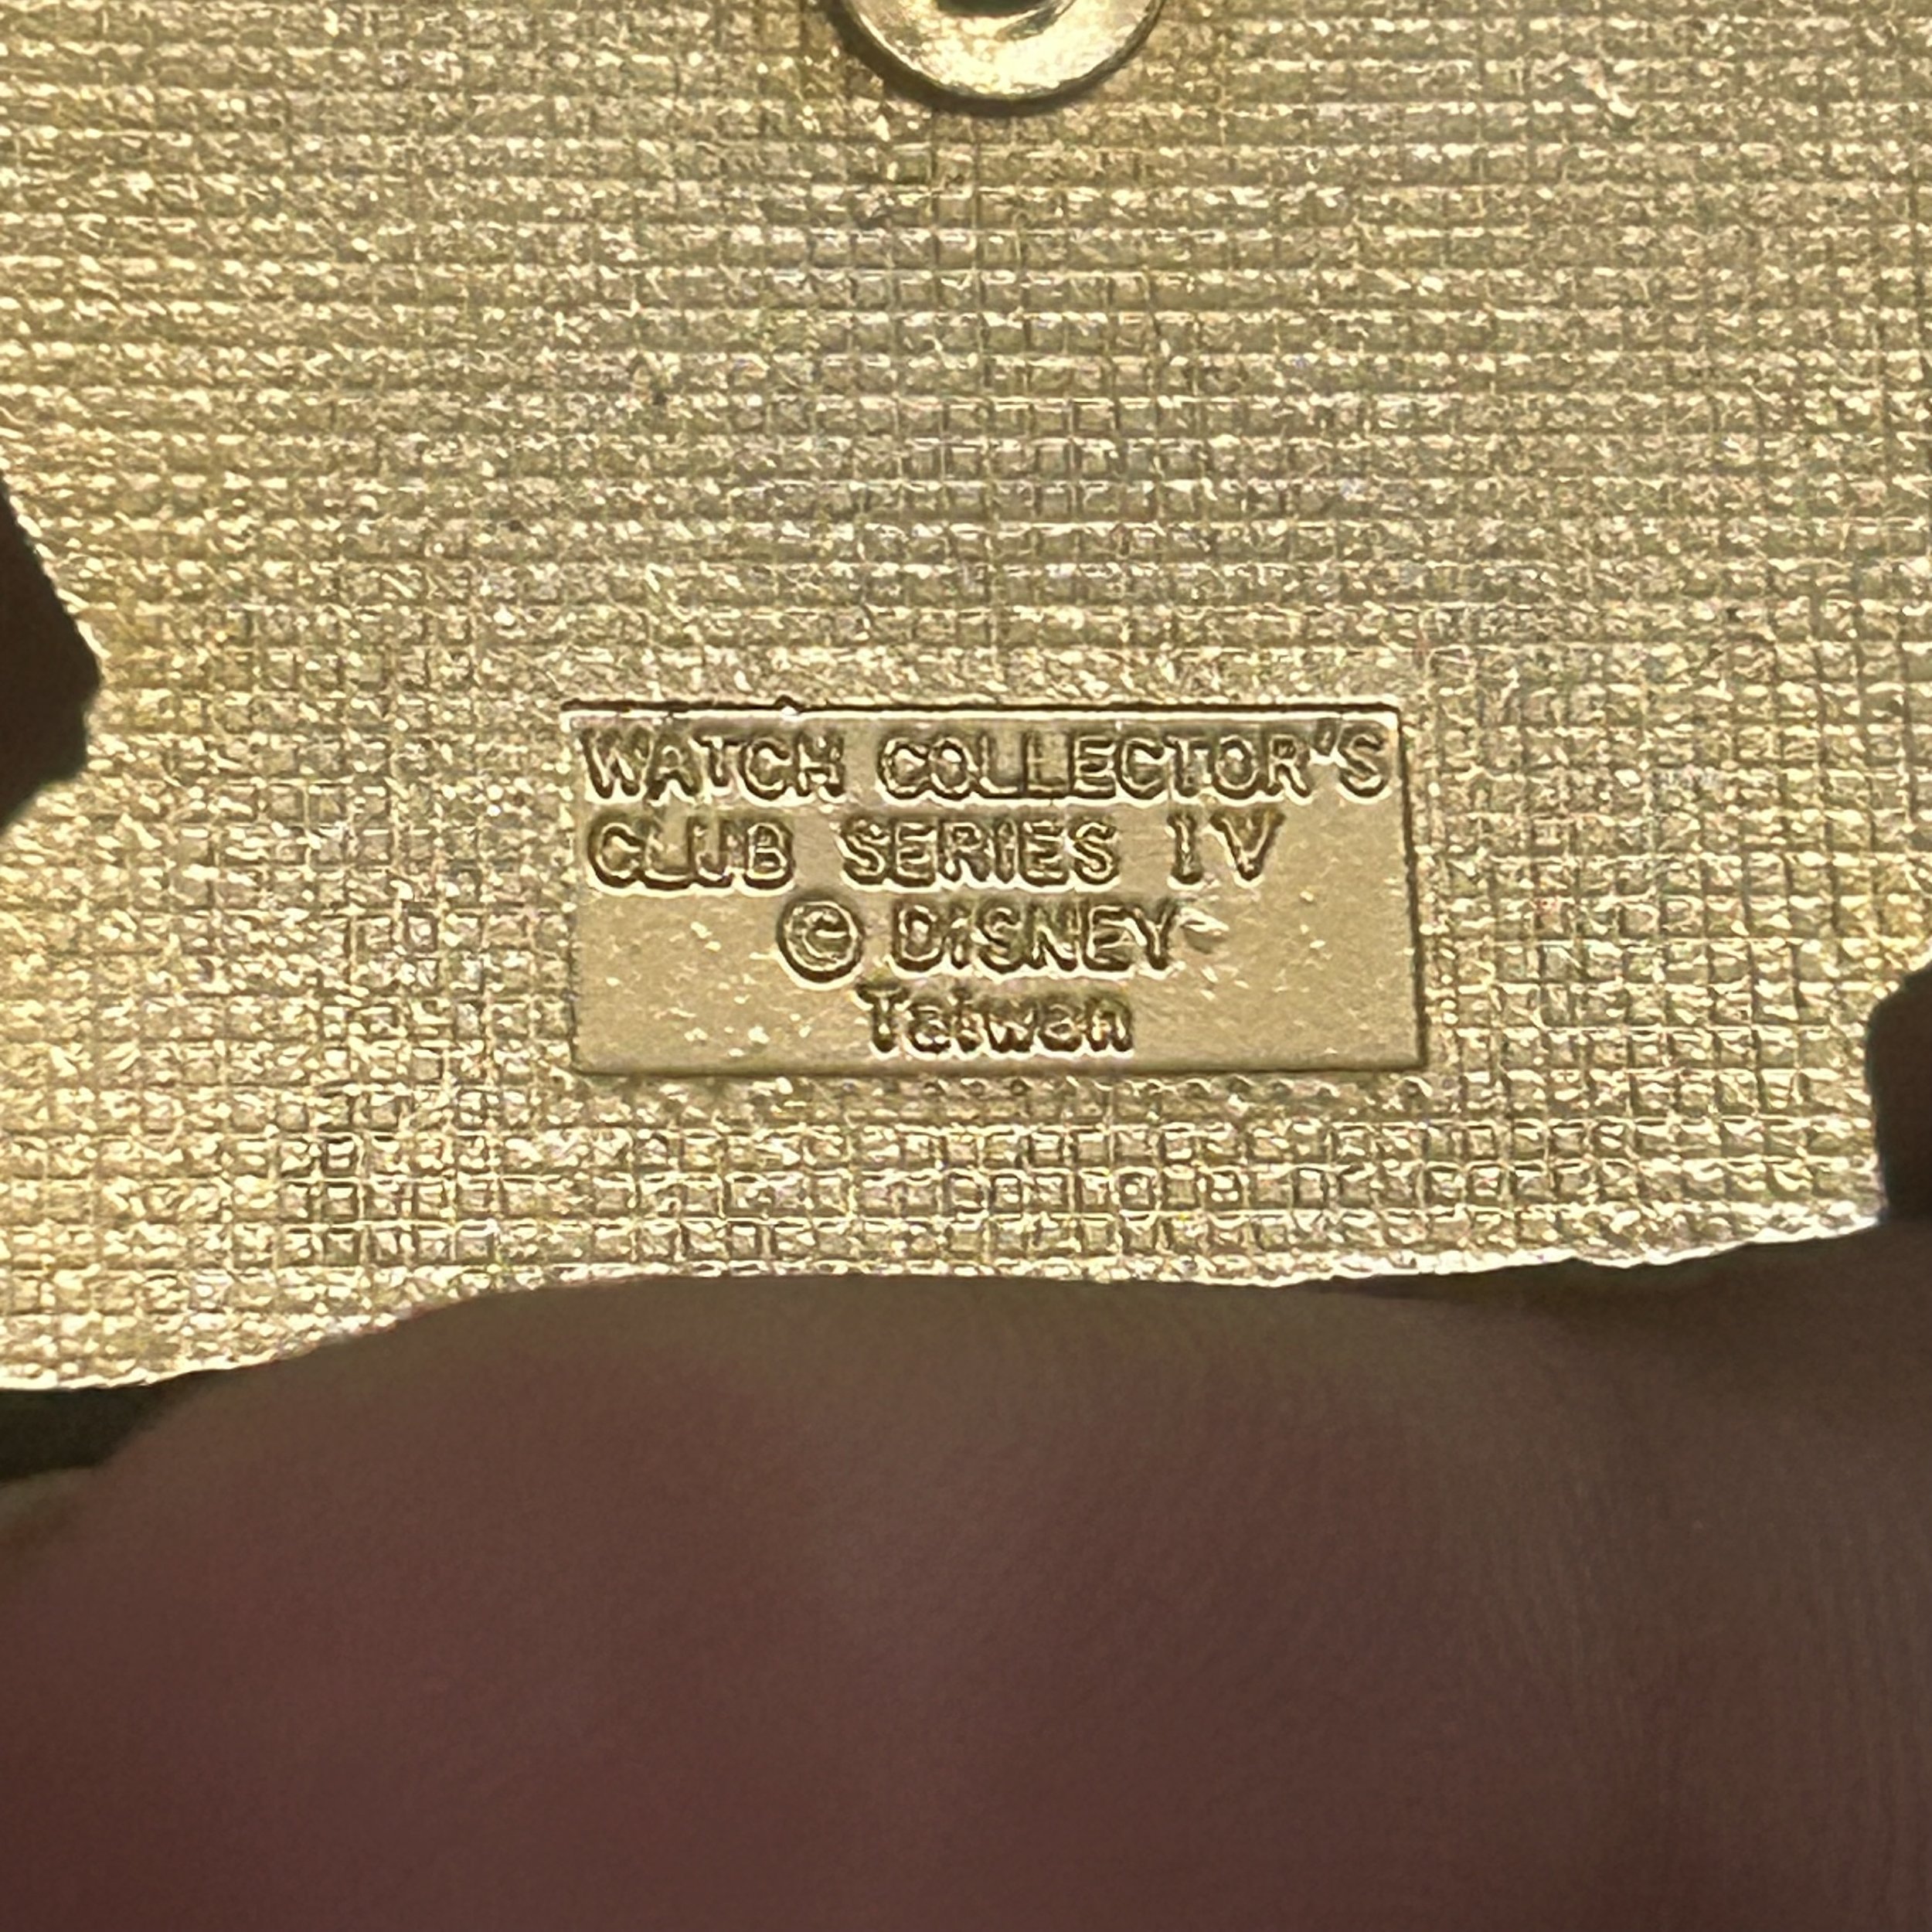 WATCH COLLECTOR'S
CLUB SERIES IV
© DISNEY
Taiwan